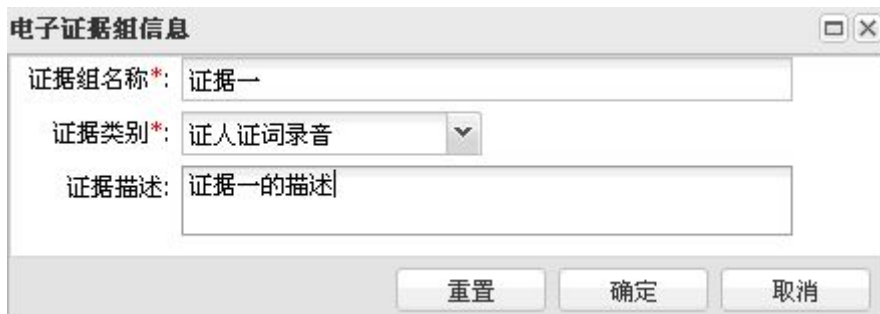 电子证据组信息
证据组名称*: 证据一
证据类别*: 证人证词录音
证据描述: 证据一的描述
重置 确定 取消